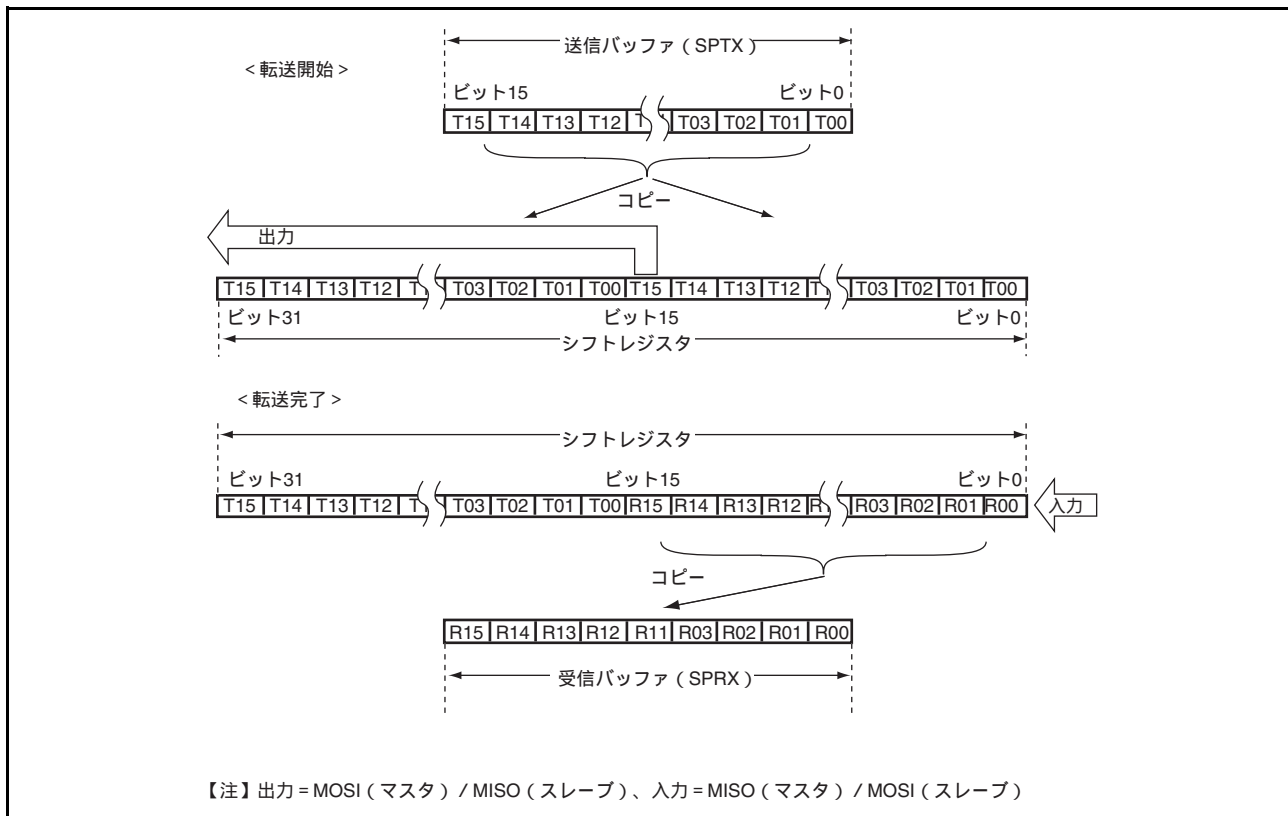 送信バッファ（SPTX）
＜転送開始＞
ビット15 ビット0
T15 T14 T13 T12 T03 T02 T01 T00
コピー
出力
T15 T14 T13 T12 T03 T02 T01 T00 T15 T14 T13 T12 T03 T02 T01 T00
ビット31 ビット15 ビット0
シフトレジスタ
＜転送完了＞
シフトレジスタ
ビット31 ビット15 ビット0
T15 T14 T13 T12 T03 T02 T01 T00 R15 R14 R13 R12 R03 R02 R01 R00
入力
コピー
R15 R14 R13 R12 R11 R03 R02 R01 R00
受信バッファ（SPRX）
【注】出力 = MOSI（マスタ）/ MISO（スレーブ）、入力 = MISO（マスタ）/ MOSI（スレーブ）